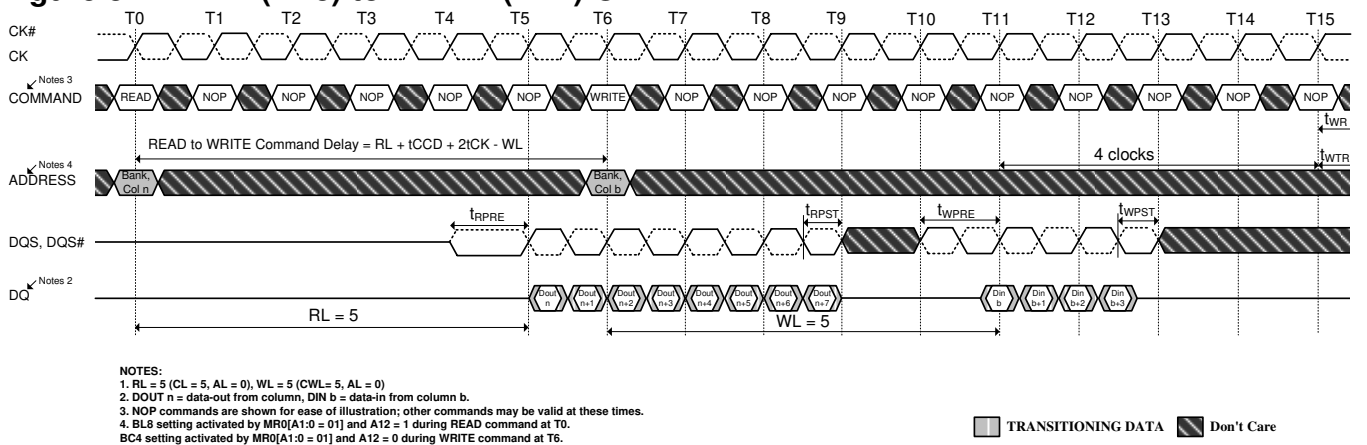 T0 T1 T2 T3 T4 T5 T6 T7 T8 T9 T10 T11 T12 T13 T14 T15
CK#
CK
Notes 3
COMMAND READ NOP NOP NOP NOP NOP WRITE NOP NOP NOP NOP NOP NOP NOP NOP NOP
tWR
READ to WRITE Command Delay = RL + tCCD + 2tCK - WL
4 clocks
tWTR
Notes 4
ADDRESS Bank, Col n Bank, Col b
tRPRE tRPST tWPRE tWPST
DQS, DQS#
Notes 2
DQ Dout n Dout n+1 Dout n+2 Dout n+3 Dout n+4 Dout n+5 Dout n+6 Dout n+7 Din b Din b+1 Din b+2 Din b+3
RL = 5 WL = 5
NOTES:
1. RL = 5 (CL = 5, AL = 0), WL = 5 (CWL= 5, AL = 0)
2. DOUT n = data-out from column, DIN b = data-in from column b.
3. NOP commands are shown for ease of illustration; other commands may be valid at these times.
4. BL8 setting activated by MR0[A1:0 = 01] and A12 = 1 during READ command at T0.
BC4 setting activated by MR0[A1:0 = 01] and A12 = 0 during WRITE command at T6.
TRANSITIONING DATA Don't Care